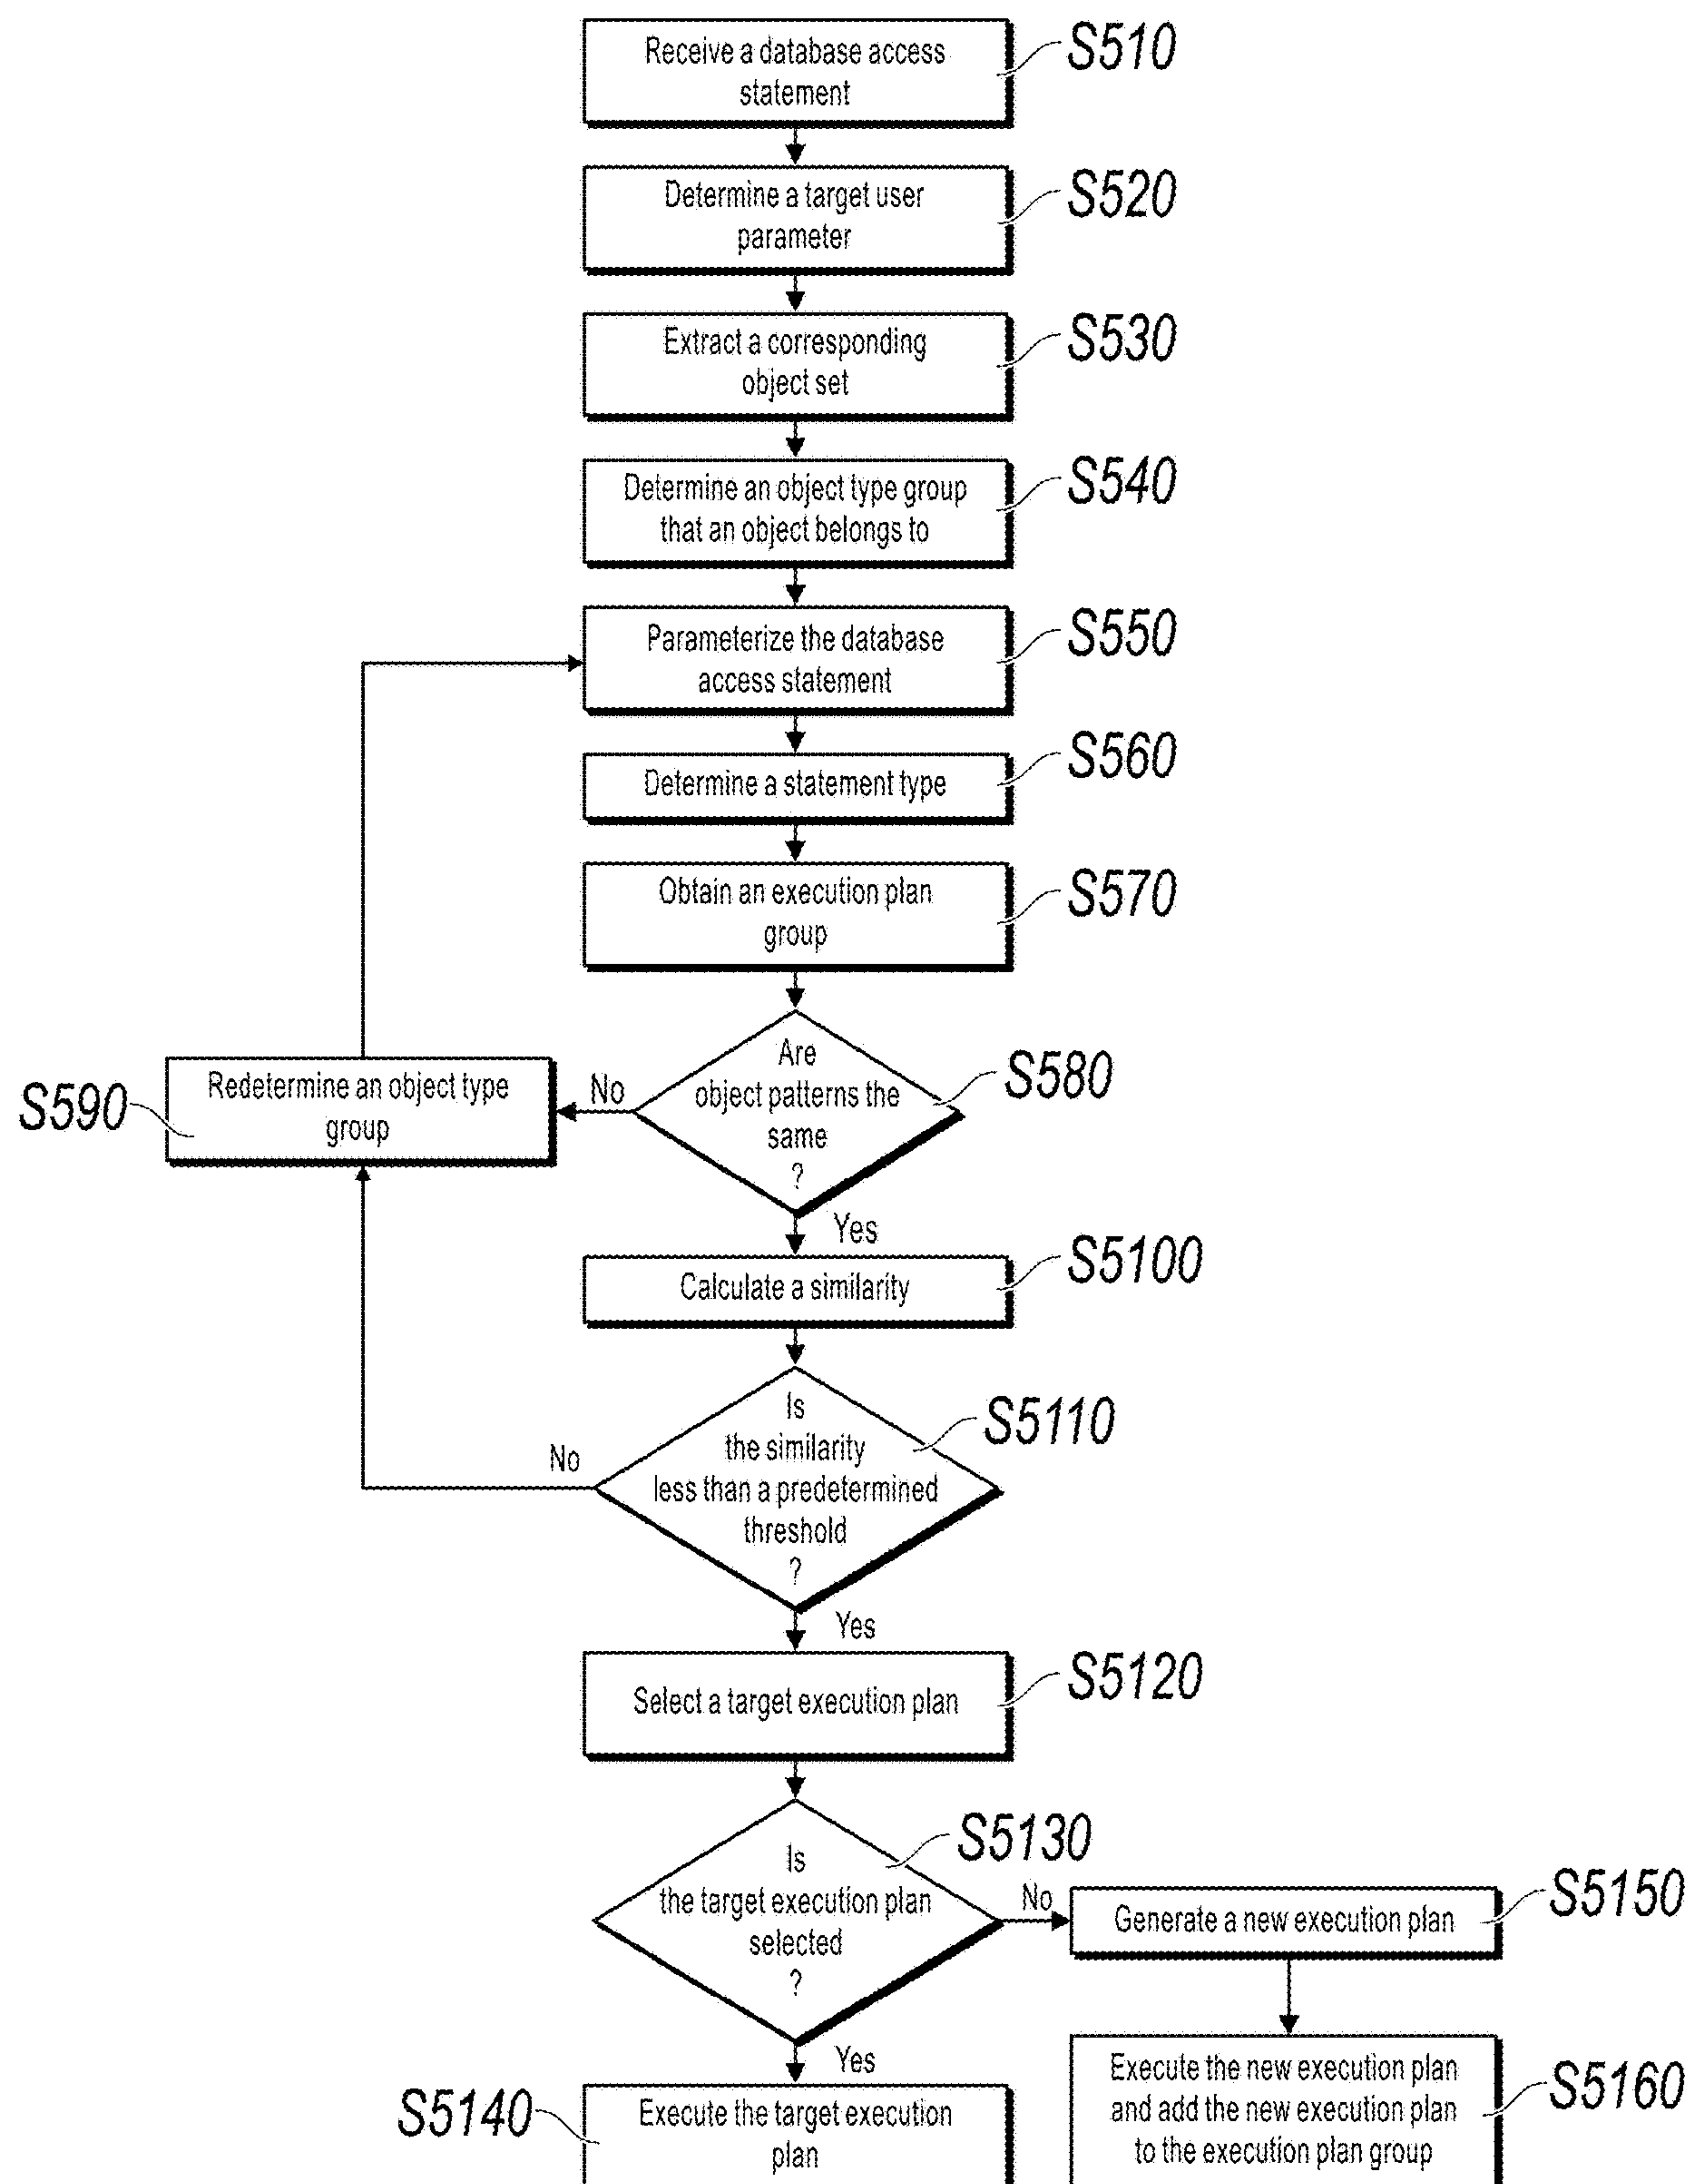 Receive a database access
statement
S510
Determine a target user
parameter
S520
Extract a corresponding
object set
S530
Determine an object type group
that an object belongs to
S540
Parameterize the database
access statement
S550
Determine a statement type
S560
Obtain an execution plan
group
S570
Are
object patterns the
same
?
S580
No
Redetermine an object type
group
S590
Yes
Calculate a similarity
S5100
Is
the similarity
less than a predetermined
threshold
?
S5110
No
Yes
Select a target execution plan
S5120
Is
the target execution plan
selected
?
S5130
No
Generate a new execution plan
S5150
Yes
Execute the target execution
plan
S5140
Execute the new execution plan
and add the new execution plan
to the execution plan group
S5160